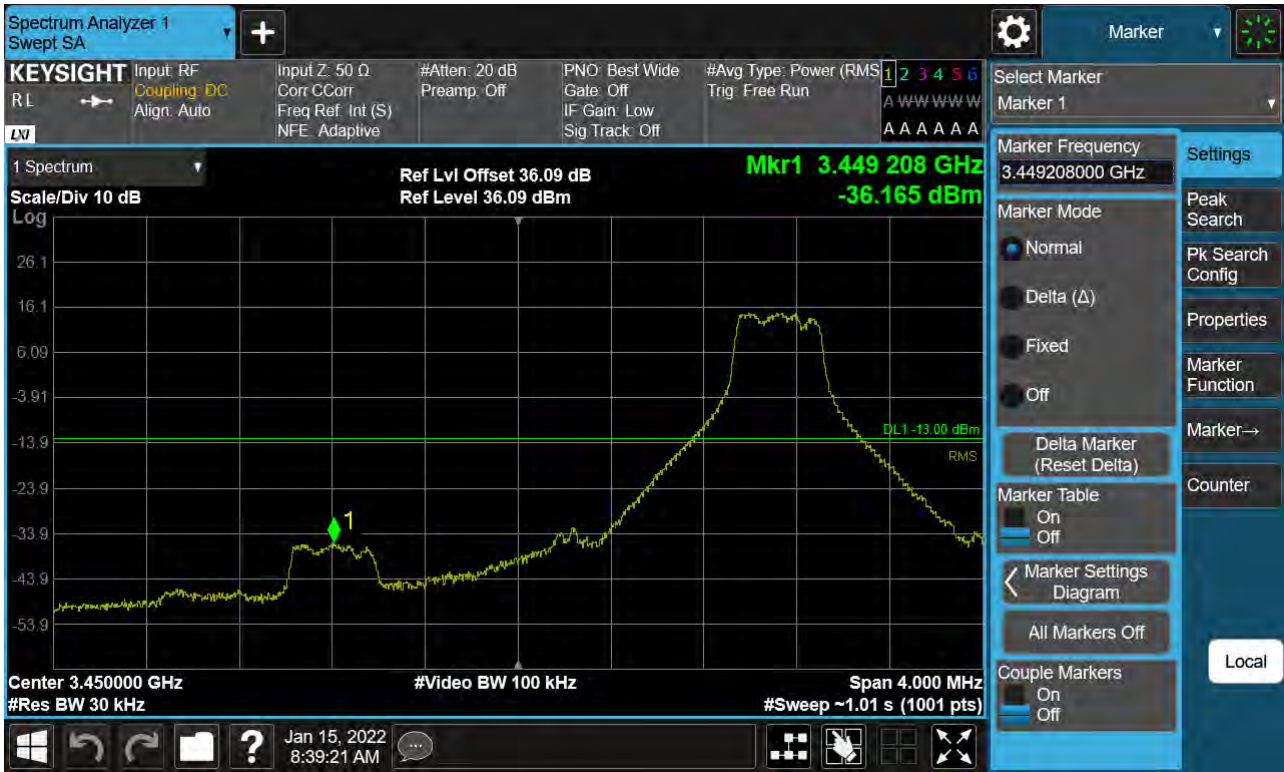 Spectrum Analyzer 1
Swept SA
+
Marker
KEYSIGHT
RL
LXI
Input: RF
Coupling: DC
Align: Auto
Input Z: 50 Ω
Corr CCorr
Freq Ref: Int (S)
NFE: Adaptive
#Atten: 20 dB
Preamp: Off
PNO: Best Wide
Gate: Off
IF Gain: Low
Sig Track: Off
#Avg Type: Power (RMS
Trig: Free Run
1 2 3 4 5 6
A W W W W W
A A A A A A
Select Marker
Marker 1
1 Spectrum
Scale/Div 10 dB
Log
Ref Lvl Offset 36.09 dB
Ref Level 36.09 dBm
Mkr1 3.449 208 GHz
-36.165 dBm
26.1
16.1
6.09
-3.91
-13.9
-23.9
-33.9
-43.9
-53.9
DL1 -13.00 dBm
RMS
1
Center 3.450000 GHz
#Res BW 30 kHz
#Video BW 100 kHz
Span 4.000 MHz
#Sweep ~1.01 s (1001 pts)
Marker Frequency
3.449208000 GHz
Marker Mode
Normal
Delta (Δ)
Fixed
Off
Delta Marker
(Reset Delta)
Marker Table
On
Off
Marker Settings
Diagram
All Markers Off
Couple Markers
On
Off
Settings
Peak
Search
Pk Search
Config
Properties
Marker
Function
Marker→
Counter
Local
?
Jan 15, 2022
8:39:21 AM